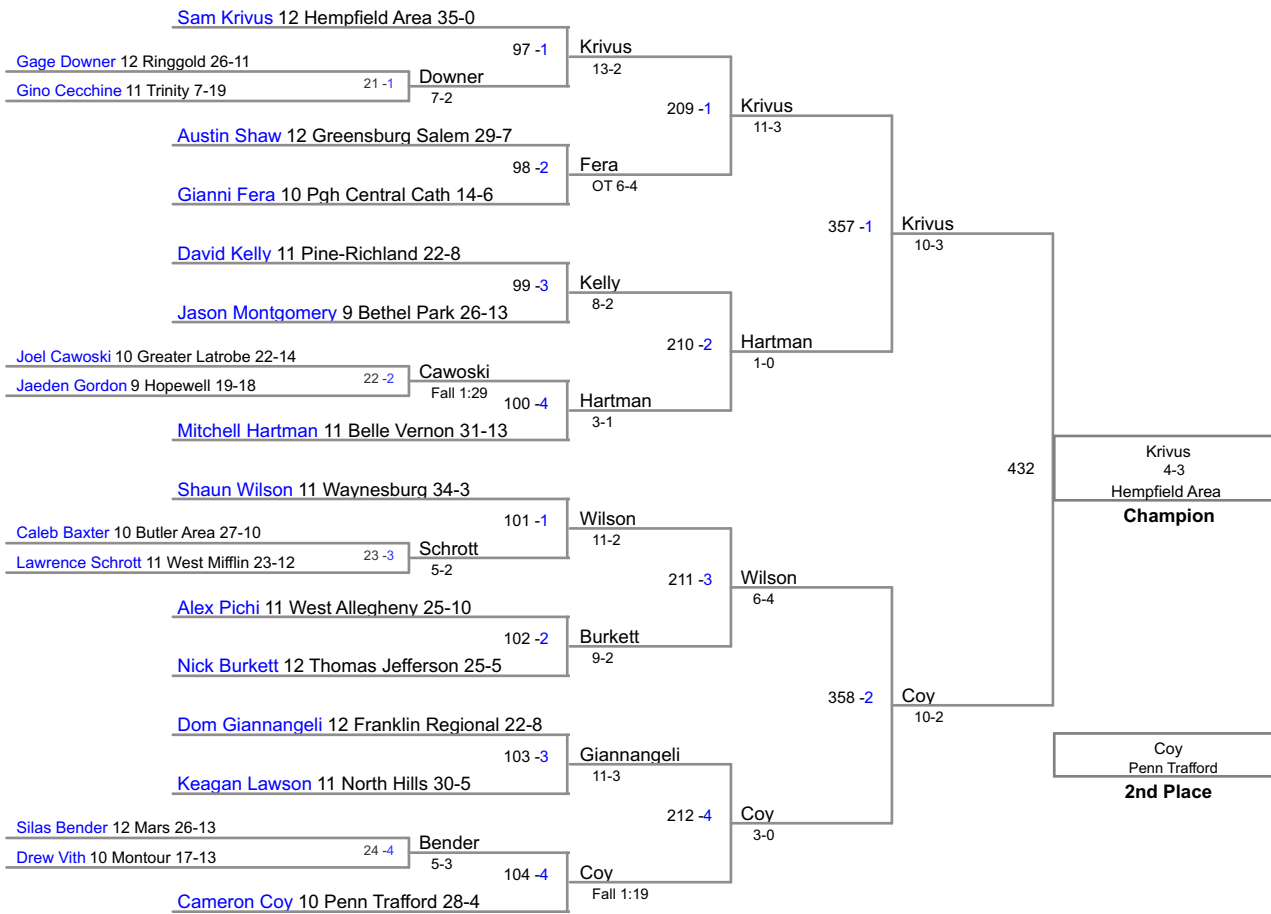 Sam Krivus 12 Hempfield Area 35-0
97 -1
Krivus
13-2
Gage Downer 12 Ringgold 26-11
21 -1
Downer
7-2
Gino Cecchine 11 Trinity 7-19
209 -1
Krivus
11-3
Austin Shaw 12 Greensburg Salem 29-7
98 -2
Fera
OT 6-4
Gianni Fera 10 Pgh Central Cath 14-6
357 -1
Krivus
10-3
David Kelly 11 Pine-Richland 22-8
99 -3
Kelly
8-2
Jason Montgomery 9 Bethel Park 26-13
210 -2
Hartman
1-0
Joel Cawoski 10 Greater Latrobe 22-14
22 -2
Cawoski
Fall 1:29
Jaeden Gordon 9 Hopewell 19-18
100 -4
Hartman
3-1
Mitchell Hartman 11 Belle Vernon 31-13
432
Krivus
4-3
Hempfield Area
Champion
Shaun Wilson 11 Waynesburg 34-3
101 -1
Wilson
11-2
Caleb Baxter 10 Butler Area 27-10
23 -3
Schrott
5-2
Lawrence Schrott 11 West Mifflin 23-12
211 -3
Wilson
6-4
Alex Pichi 11 West Allegheny 25-10
102 -2
Burkett
9-2
Nick Burkett 12 Thomas Jefferson 25-5
358 -2
Coy
10-2
Dom Giannangeli 12 Franklin Regional 22-8
103 -3
Giannangeli
11-3
Keagan Lawson 11 North Hills 30-5
Coy
Penn Trafford
2nd Place
212 -4
Coy
3-0
Silas Bender 12 Mars 26-13
24 -4
Bender
5-3
Drew Vith 10 Montour 17-13
104 -4
Coy
Fall 1:19
Cameron Coy 10 Penn Trafford 28-4